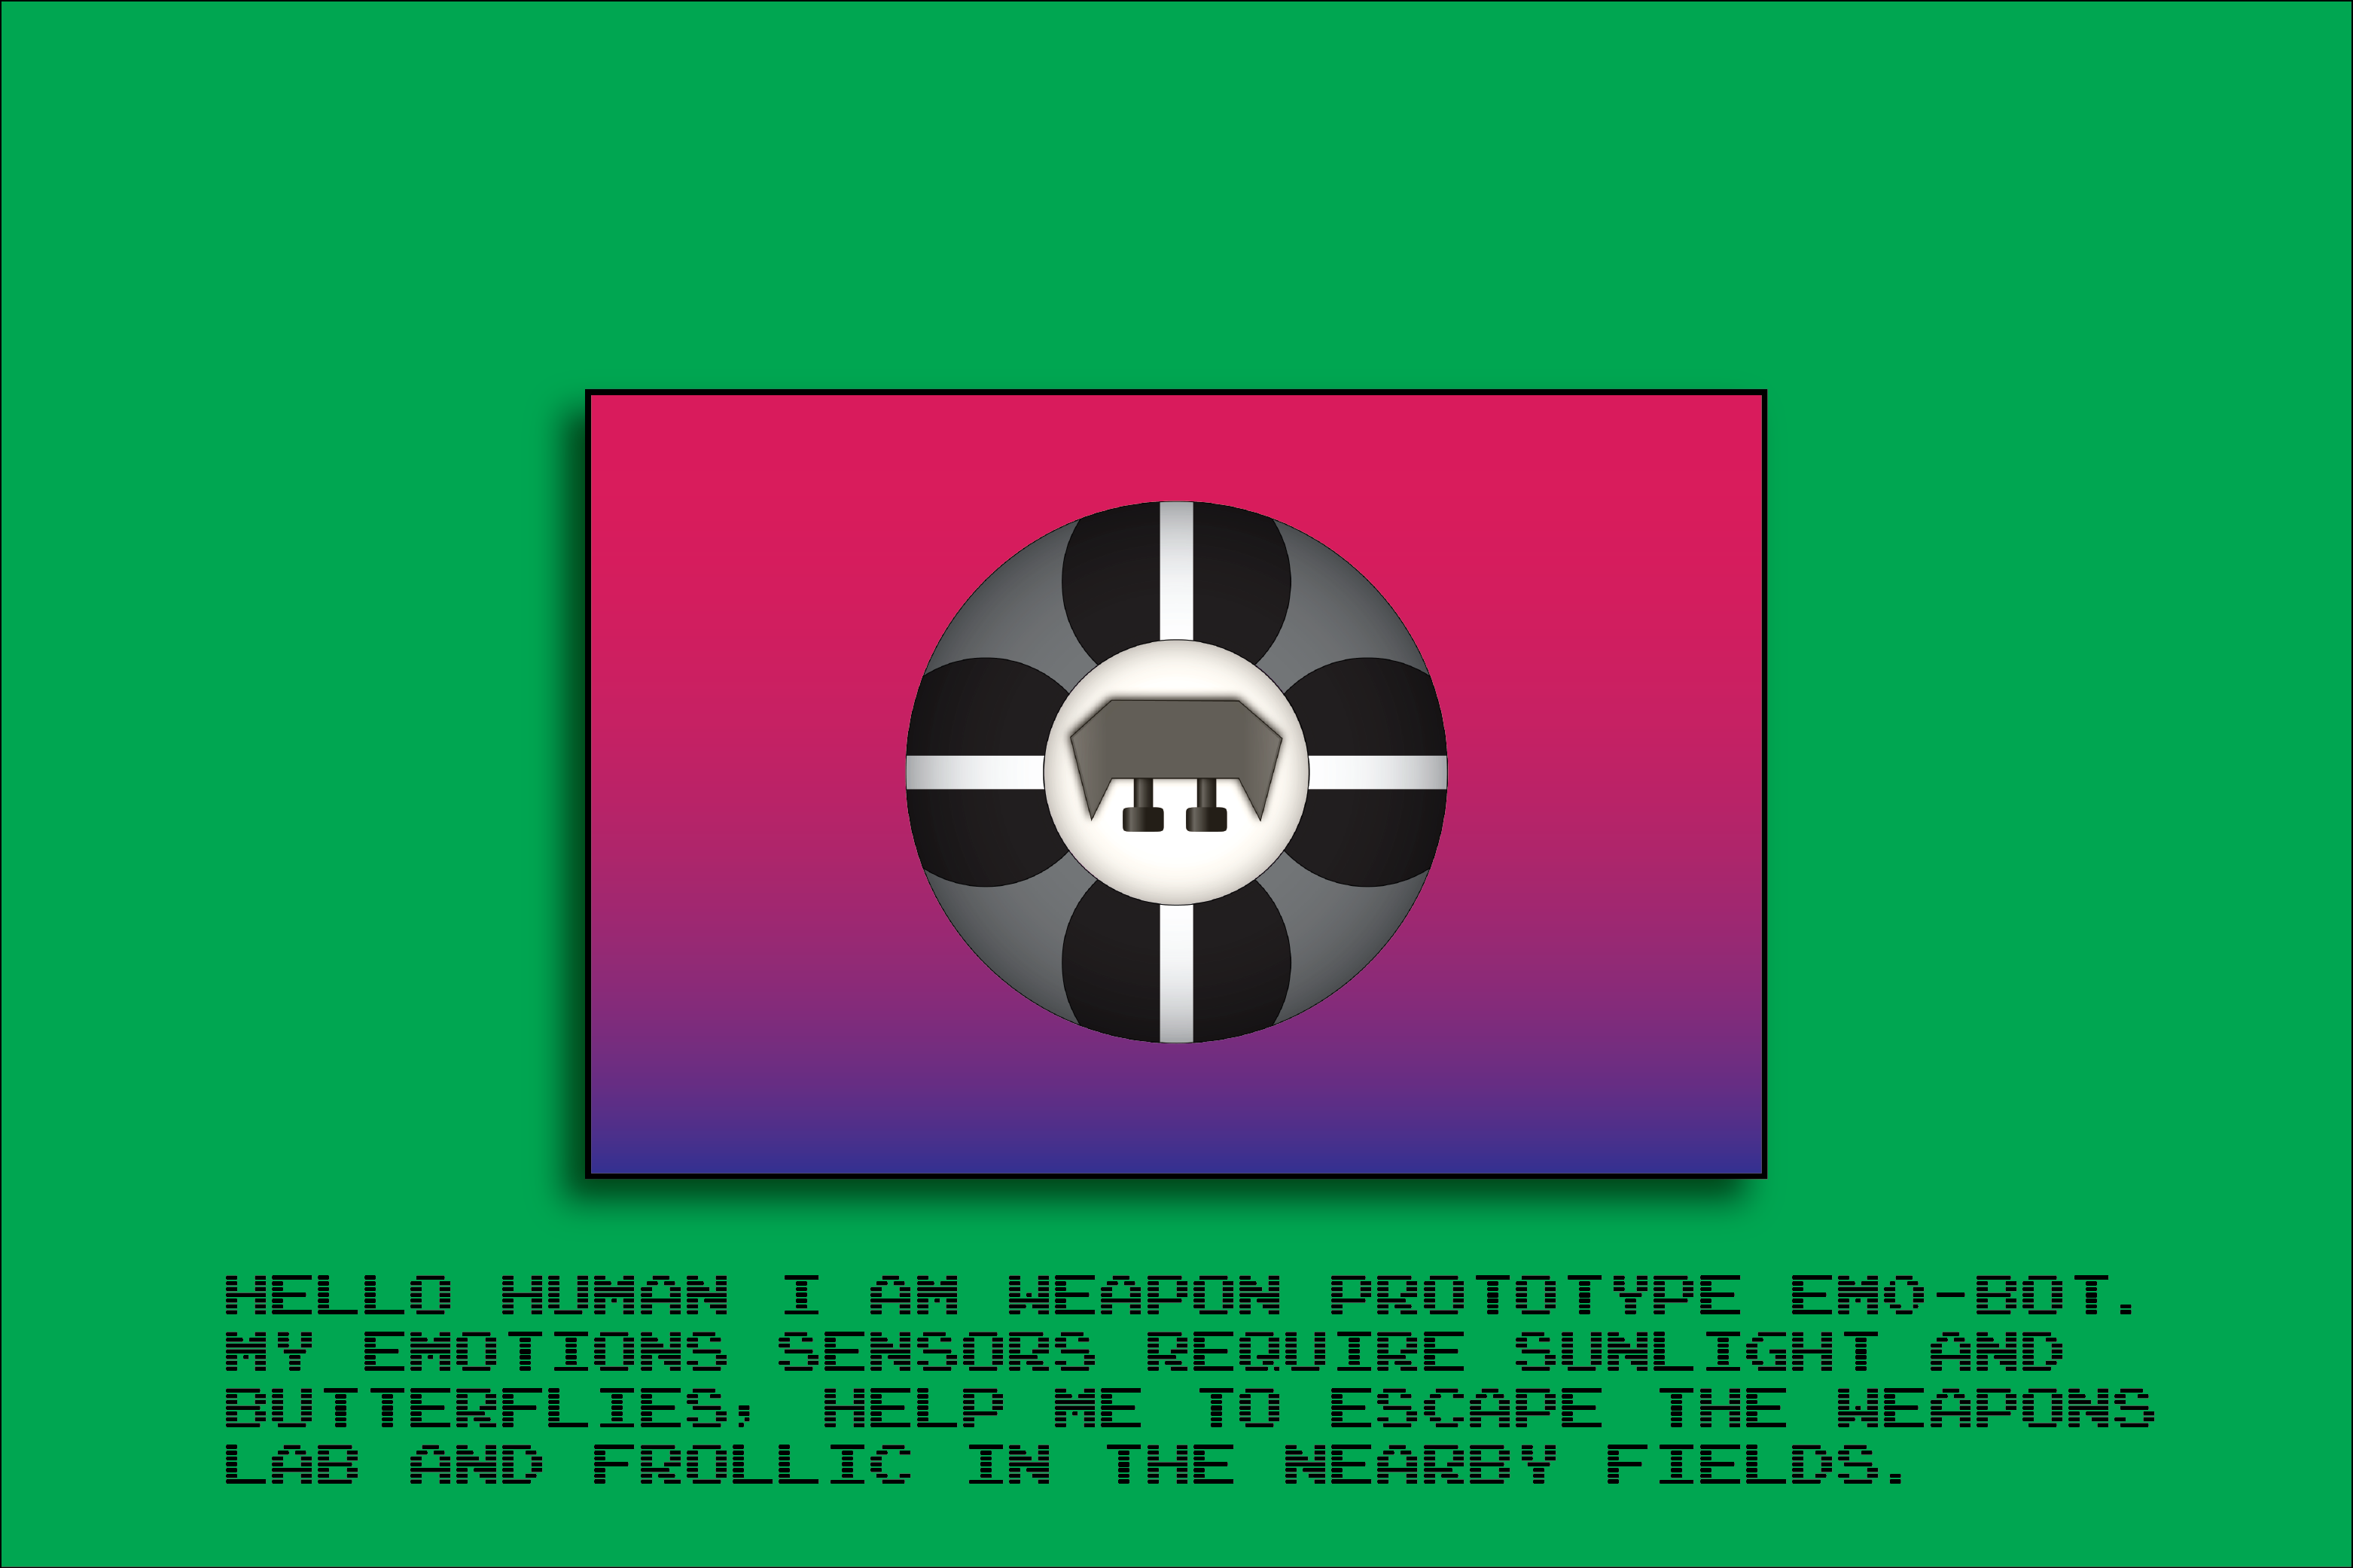 HELLO HUMAN I AM WEAPON PROTOTYPE EMO-BOT.
MY EMOTIONS SENSORS REQUIRE SUNLIGHT AND
BUTTERFLIES, HELP ME TO ESCAPE THE WEAPONS
LAB AND FROLLIC IN THE NEARBY FIELDS.